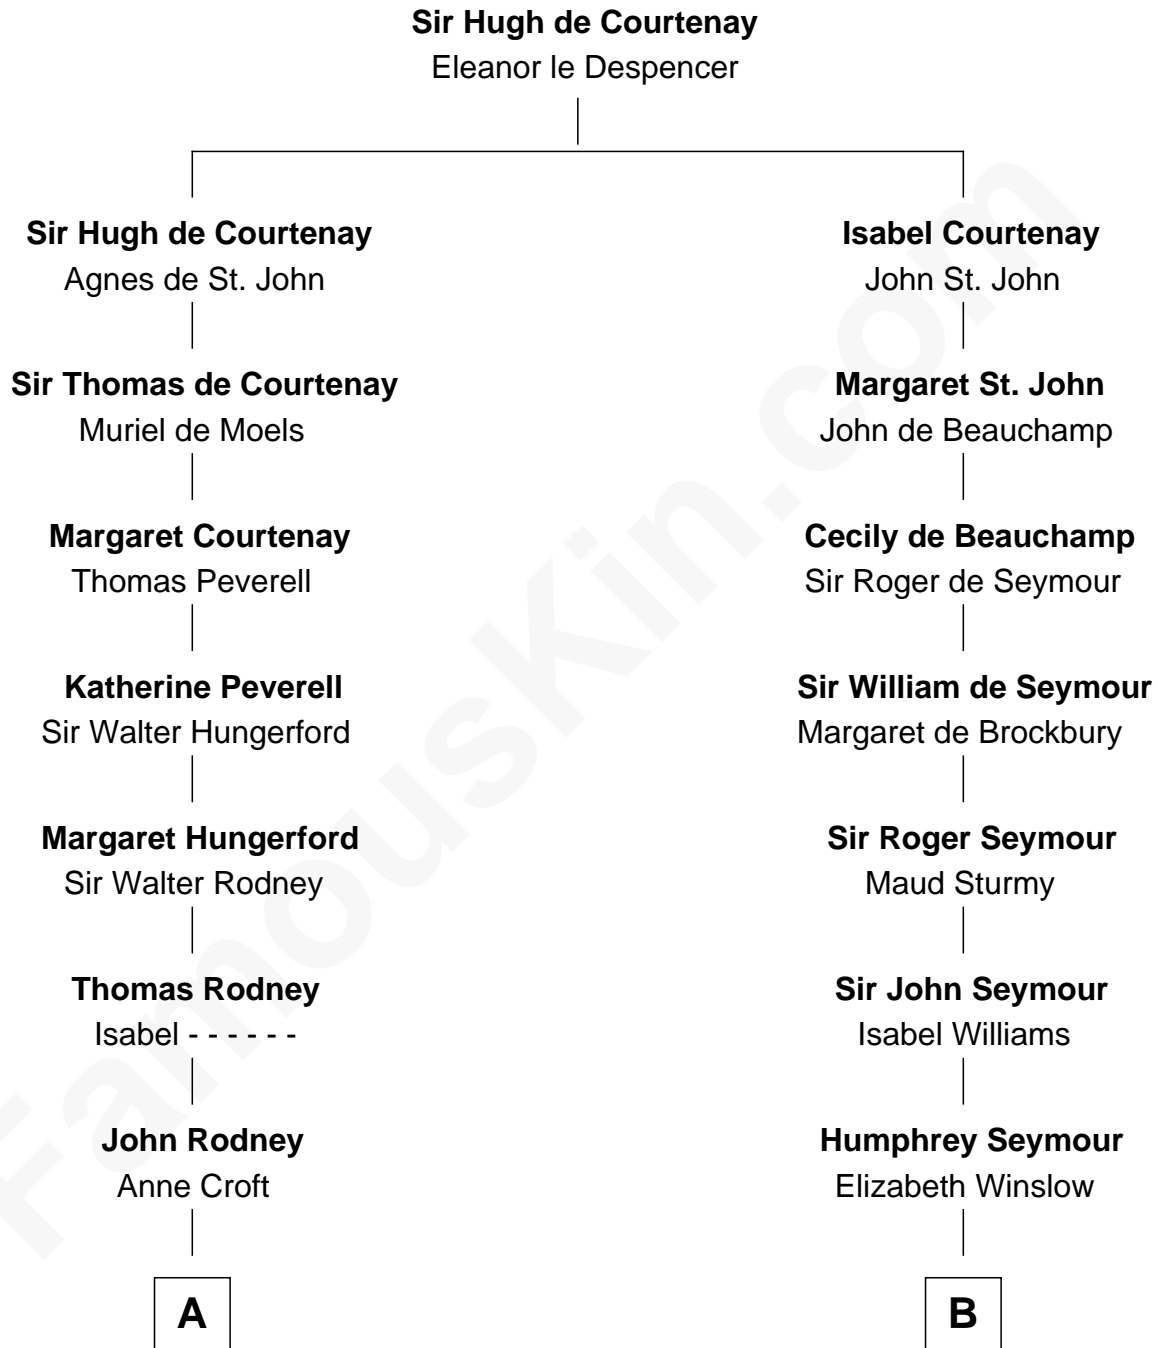 Sir Hugh de Courtenay
Eleanor le Despencer
Sir Hugh de Courtenay
Agnes de St. John
Sir Thomas de Courtenay
Muriel de Moels
Margaret Courtenay
Thomas Peverell
Katherine Peverell
Sir Walter Hungerford
Margaret Hungerford
Sir Walter Rodney
Thomas Rodney
Isabel - - - - - -
John Rodney
Anne Croft
A
Isabel Courtenay
John St. John
Margaret St. John
John de Beauchamp
Cecily de Beauchamp
Sir Roger de Seymour
Sir William de Seymour
Margaret de Brockbury
Sir Roger Seymour
Maud Sturmy
Sir John Seymour
Isabel Williams
Humphrey Seymour
Elizabeth Winslow
B
FamousKin.com